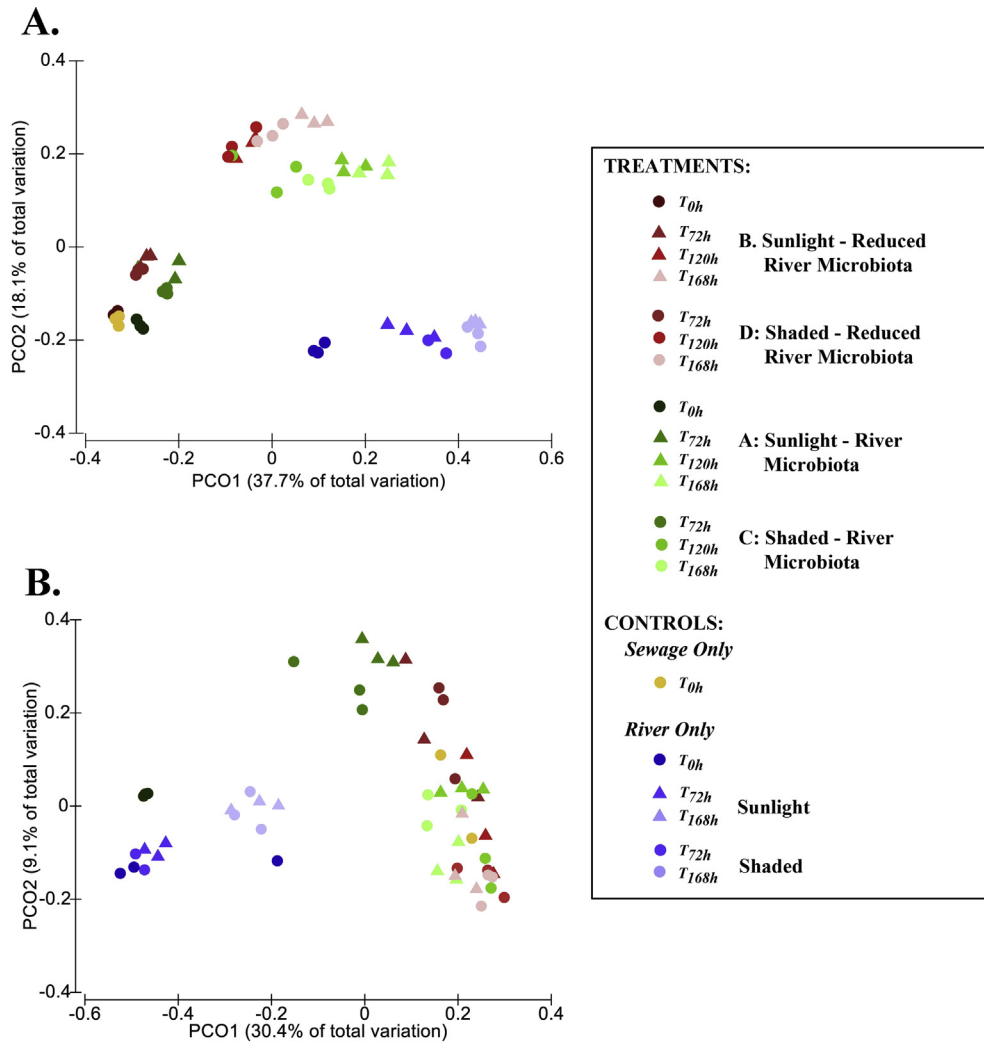 A.
0.4
0.2
0
-0.2
-0.4
PCO2 (18.1% of total variation)
-0.4 -0.2 0 0.2 0.4 0.6
PCO1 (37.7% of total variation)
B.
0.4
0.2
0
-0.2
-0.4
PCO2 (9.1% of total variation)
-0.6 -0.4 -0.2 0 0.2 0.4
PCO1 (30.4% of total variation)
TREATMENTS:
T0h
T72h
T120h
T168h
B. Sunlight - Reduced
River Microbiota
T72h
T120h
T168h
D: Shaded - Reduced
River Microbiota
T0h
T72h
T120h
T168h
A: Sunlight - River
Microbiota
T72h
T120h
T168h
C: Shaded - River
Microbiota
CONTROLS:
Sewage Only
T0h
River Only
T0h
T72h
T168h
Sunlight
T72h
T168h
Shaded